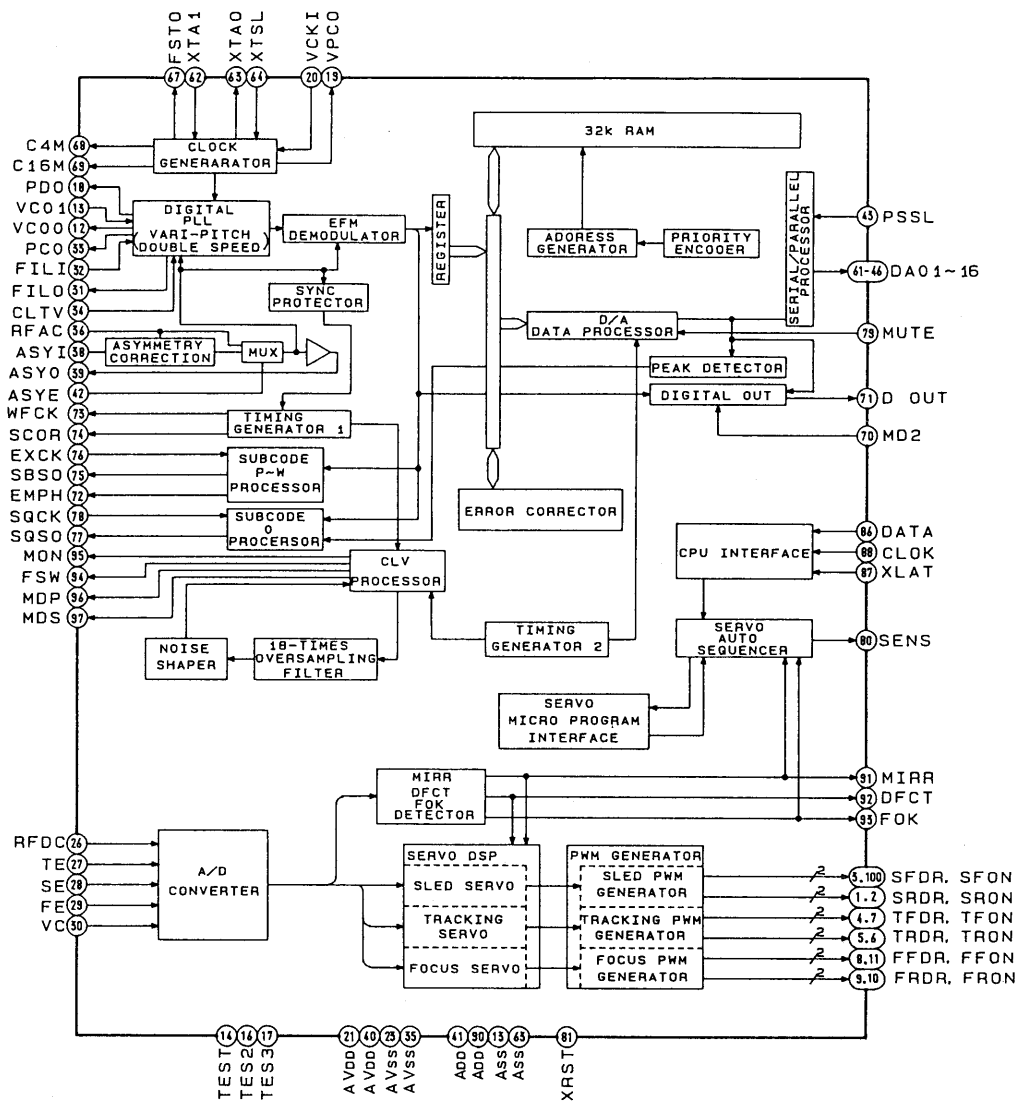 FSTO
XTA1
XTAO
XTSL
VCKI
VPCO
67
62
63
64
20
19
32k RAM
C4M 68
CLOCK
GENERARATOR
C16M 69
PDO 18
VCO1 13
VCOO 12
PCO 33
FILI 32
FILO 31
CLTV 34
RFAC 36
ASYI 38
ASYO 39
ASYE 42
WFCK 73
SCOR 74
EXCK 76
SBSO 75
EMPH 72
SQCK 78
SQSO 77
MON 95
FSW 94
MDP 96
MDS 97
DIGITAL
PLL
VARI-PITCH
(DOUBLE SPEED)
EFM
DEMODULATOR
REGISTER
ADORESS
GENERATOR
PRIORITY
ENCODER
SERIAL/PARALLEL
PROCESSOR
43 PSSL
61-46 DAO1~16
SYNC
PROTECTOR
D/A
DATA PROCESSOR
79 MUTE
ASYMMETRY
CORRECTION
MUX
PEAK DETECTOR
DIGITAL OUT
71 D OUT
70 MD2
TIMING
GENERATOR 1
SUBCODE
P~W
PROCESSOR
SUBCODE
Q
PROCERSOR
ERROR CORRECTOR
CLV
PROCESSOR
CPU INTERFACE
86 DATA
88 CLOK
87 XLAT
NOISE
SHAPER
18-TIMES
OVERSAMPLING
FILTER
TIMING
GENERATOR 2
SERVO
AUTO
SEQUENCER
80 SENS
SERVO
MICRO PROGRAM
INTERFACE
MIRR
DFCT
FOK
DETECTOR
91 MIRR
92 DFCT
93 FOK
RFDC 26
TE 27
SE 28
FE 29
VC 30
A/D
CONVERTER
SERVO DSP
SLED SERVO
TRACKING
SERVO
FOCUS SERVO
PWM GENERATOR
SLED PWM
GENERATOR
TRACKING PWM
GENERATOR
FOCUS PWM
GENERATOR
2
3.100 SFDR, SFON
2
1.2 SRDR, SRON
2
4.7 TFDR, TFON
2
5.6 TRDR, TRON
2
8.11 FFDR, FFON
2
9.10 FRDR, FRON
14
16
17
21
40
23
35
41
90
15
65
81
TEST
TES2
TES3
AVDD
AVDD
AVSS
AVSS
ADD
ADD
ASS
ASS
XRST